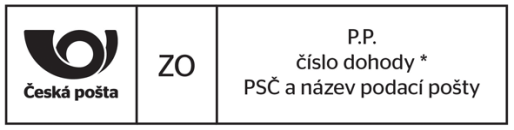 Česká pošta
ZO
P.P.
číslo dohody *
PSČ a název podací pošty